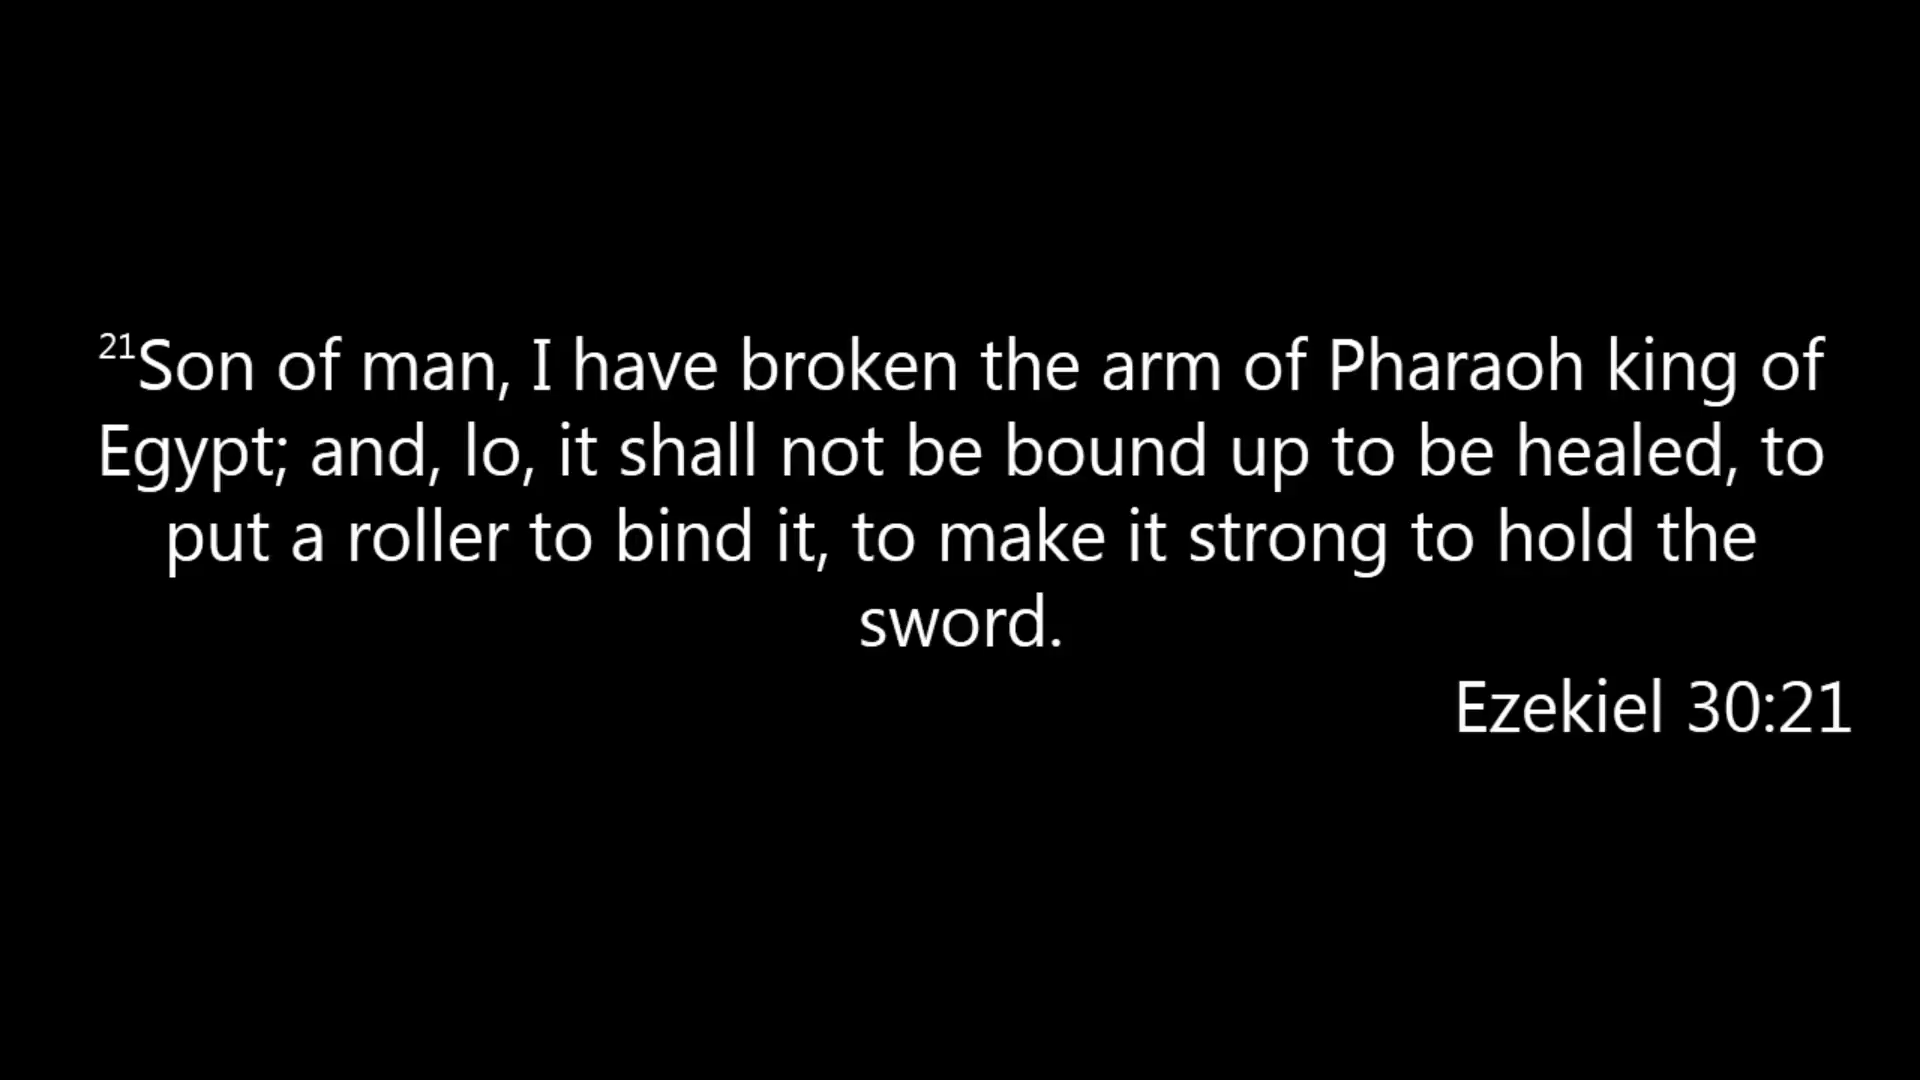 21Son of man, I have broken the arm of Pharaoh king of
Egypt; and, lo, it shall not be bound up to be healed, to
put a roller to bind it, to make it strong to hold the
sword.
Ezekiel 30:21